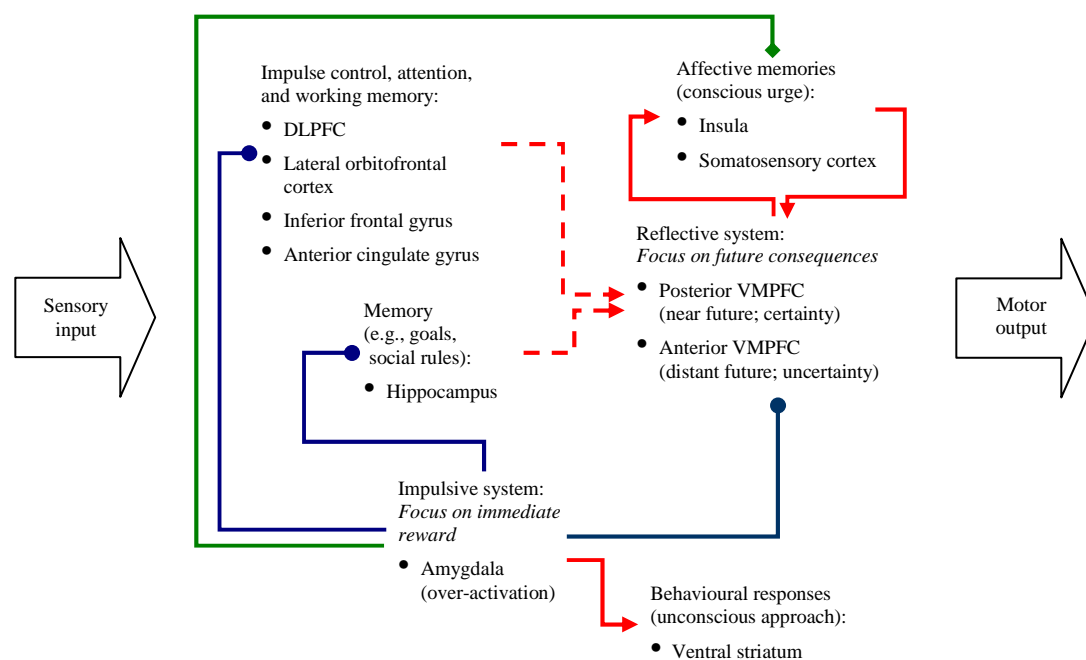 Impulse control, attention,
and working memory:
• DLPFC
• Lateral orbitofrontal
cortex
• Inferior frontal gyrus
• Anterior cingulate gyrus
Affective memories
(conscious urge):
• Insula
• Somatosensory cortex
Sensory
input
Memory
(e.g., goals,
social rules):
• Hippocampus
Reflective system:
Focus on future consequences
• Posterior VMPFC
(near future; certainty)
• Anterior VMPFC
(distant future; uncertainty)
Motor
output
Impulsive system:
Focus on immediate
reward
• Amygdala
(over-activation)
Behavioural responses
(unconscious approach):
• Ventral striatum